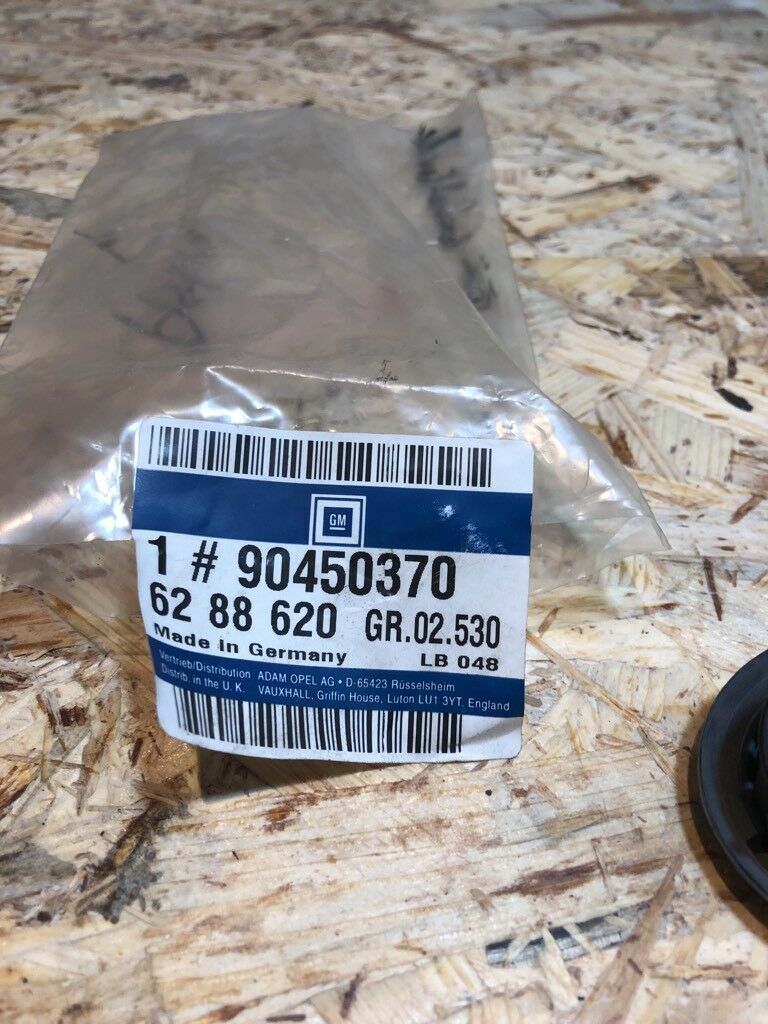 GM
1 # 90450370
62 88 620 GR.02.530
Made in Germany LB 048
Vertrieb/Distribution ADAM OPEL AG • D-65423 Rüsselsheim
Distrib. in the U. K. VAUXHALL, Griffin House, Luton LU1 3YT. England